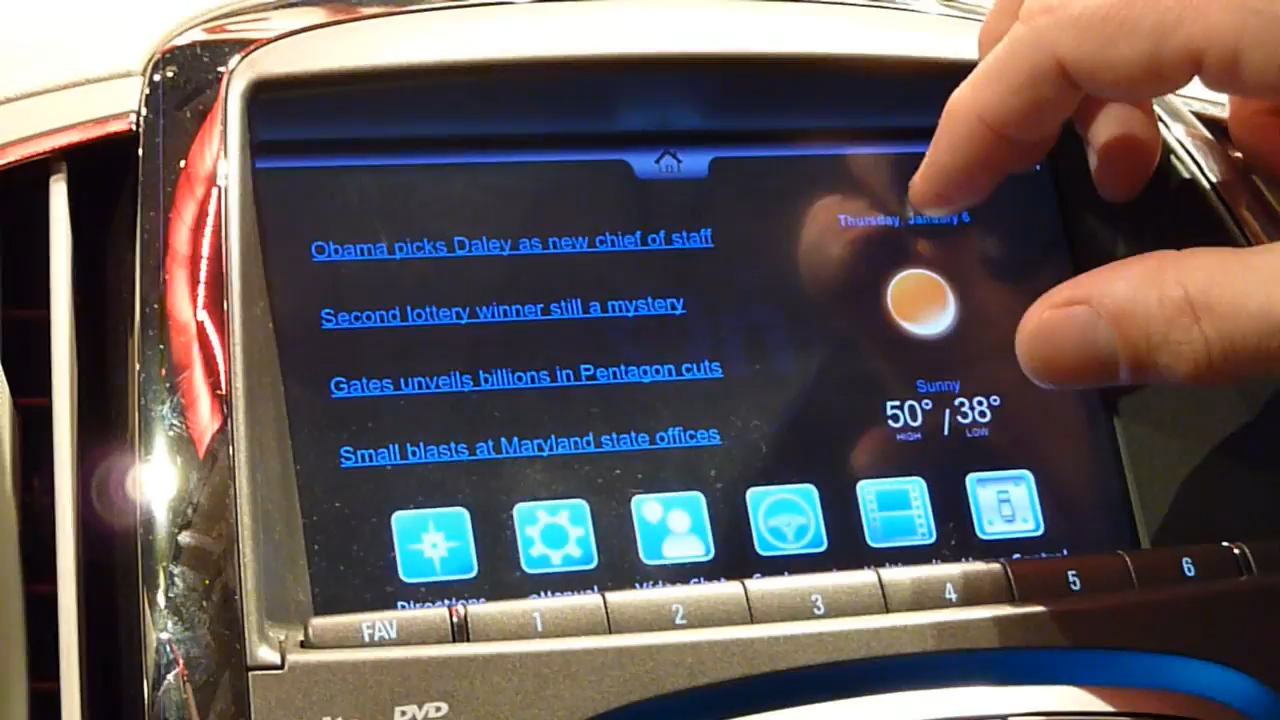 Thursday, January 6
Obama picks Daley as new chief of staff
Second lottery winner still a mystery
Gates unveils billions in Pentagon cuts
Small blasts at Maryland state offices
Sunny
50° / 38°
HIGH LOW
Directions eManual Video Chat
FAV 1 2 3 4 5 6
DVD